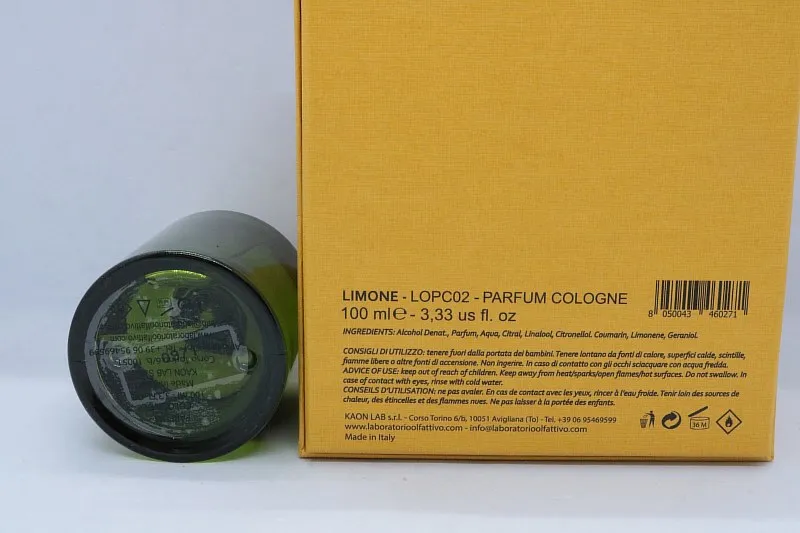 LIMONE - LOPC02 - PARFUM COLOGNE
100 ml℮ - 3,33 us fl. oz
INGREDIENTS: Alcohol Denat., Parfum, Aqua, Citral, Linalool, Citronellol. Coumarin, Limonene, Geraniol.
CONSIGLI DI UTILIZZO: tenere fuori dalla portata dei bambini. Tenere lontano da fonti di calore, superfici calde, scintille,
fiamme libere o altre fonti di accensione. Non ingerire. In caso di contatto con gli occhi sciacquare con acqua fredda.
ADVICE OF USE: keep out of reach of children. Keep away from heat/sparks/open flames/hot surfaces. Do not swallow. In
case of contact with eyes, rinse with cold water.
CONSEILS D'UTILISATION: ne pas avaler. En cas de contact avec les yeux, rincer à l'eau froide. Tenir loin des sources de
chaleur, des étincelles et des flammes nues. Ne pas laisser à la portée des enfants.
KAON LAB s.r.l. - Corso Torino 6/b, 10051 Avigliana (To) -Tel. +39 06 95469599
www.laboratorioolfattivo.com - info@laboratorioolfattivo.com
Made in Italy
8 050043 460271
36 M
KAON LAB
Made in